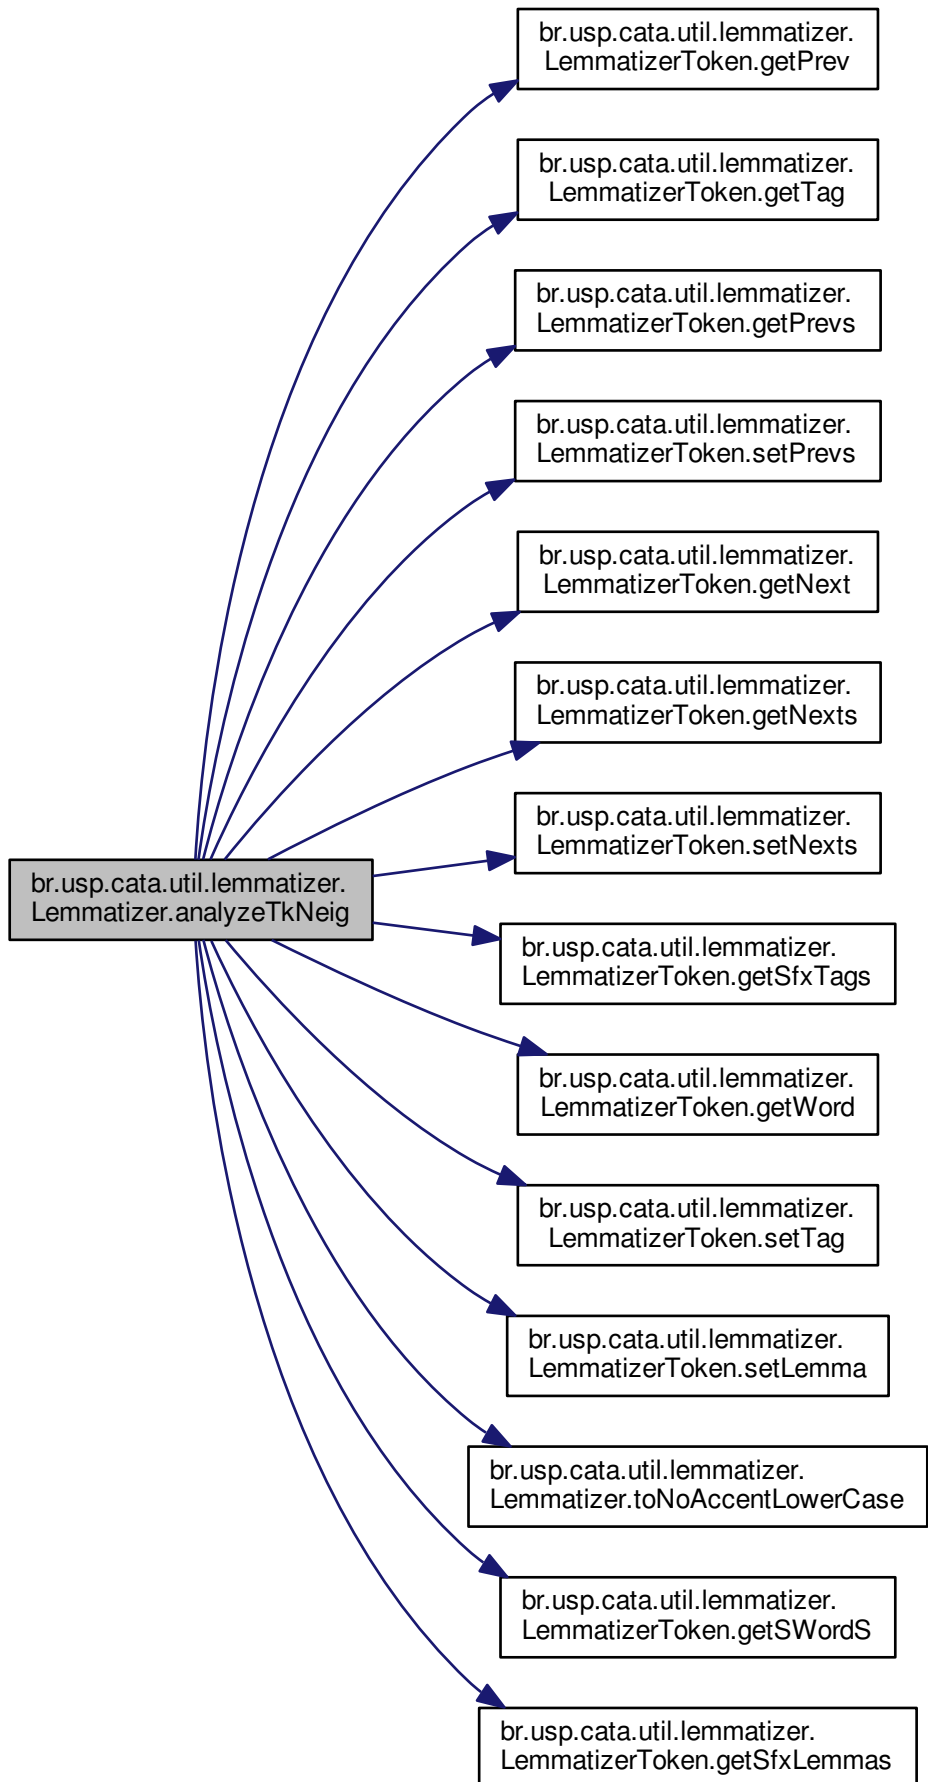 br.usp.cata.util.lemmatizer.
LemmatizerToken.getPrev
br.usp.cata.util.lemmatizer.
LemmatizerToken.getTag
br.usp.cata.util.lemmatizer.
LemmatizerToken.getPrevs
br.usp.cata.util.lemmatizer.
LemmatizerToken.setPrevs
br.usp.cata.util.lemmatizer.
LemmatizerToken.getNext
br.usp.cata.util.lemmatizer.
LemmatizerToken.getNexts
br.usp.cata.util.lemmatizer.
LemmatizerToken.setNexts
br.usp.cata.util.lemmatizer.
Lemmatizer.analyzeTkNeig
br.usp.cata.util.lemmatizer.
LemmatizerToken.getSfxTags
br.usp.cata.util.lemmatizer.
LemmatizerToken.getWord
br.usp.cata.util.lemmatizer.
LemmatizerToken.setTag
br.usp.cata.util.lemmatizer.
LemmatizerToken.setLemma
br.usp.cata.util.lemmatizer.
Lemmatizer.toNoAccentLowerCase
br.usp.cata.util.lemmatizer.
LemmatizerToken.getSWordS
br.usp.cata.util.lemmatizer.
LemmatizerToken.getSfxLemmas